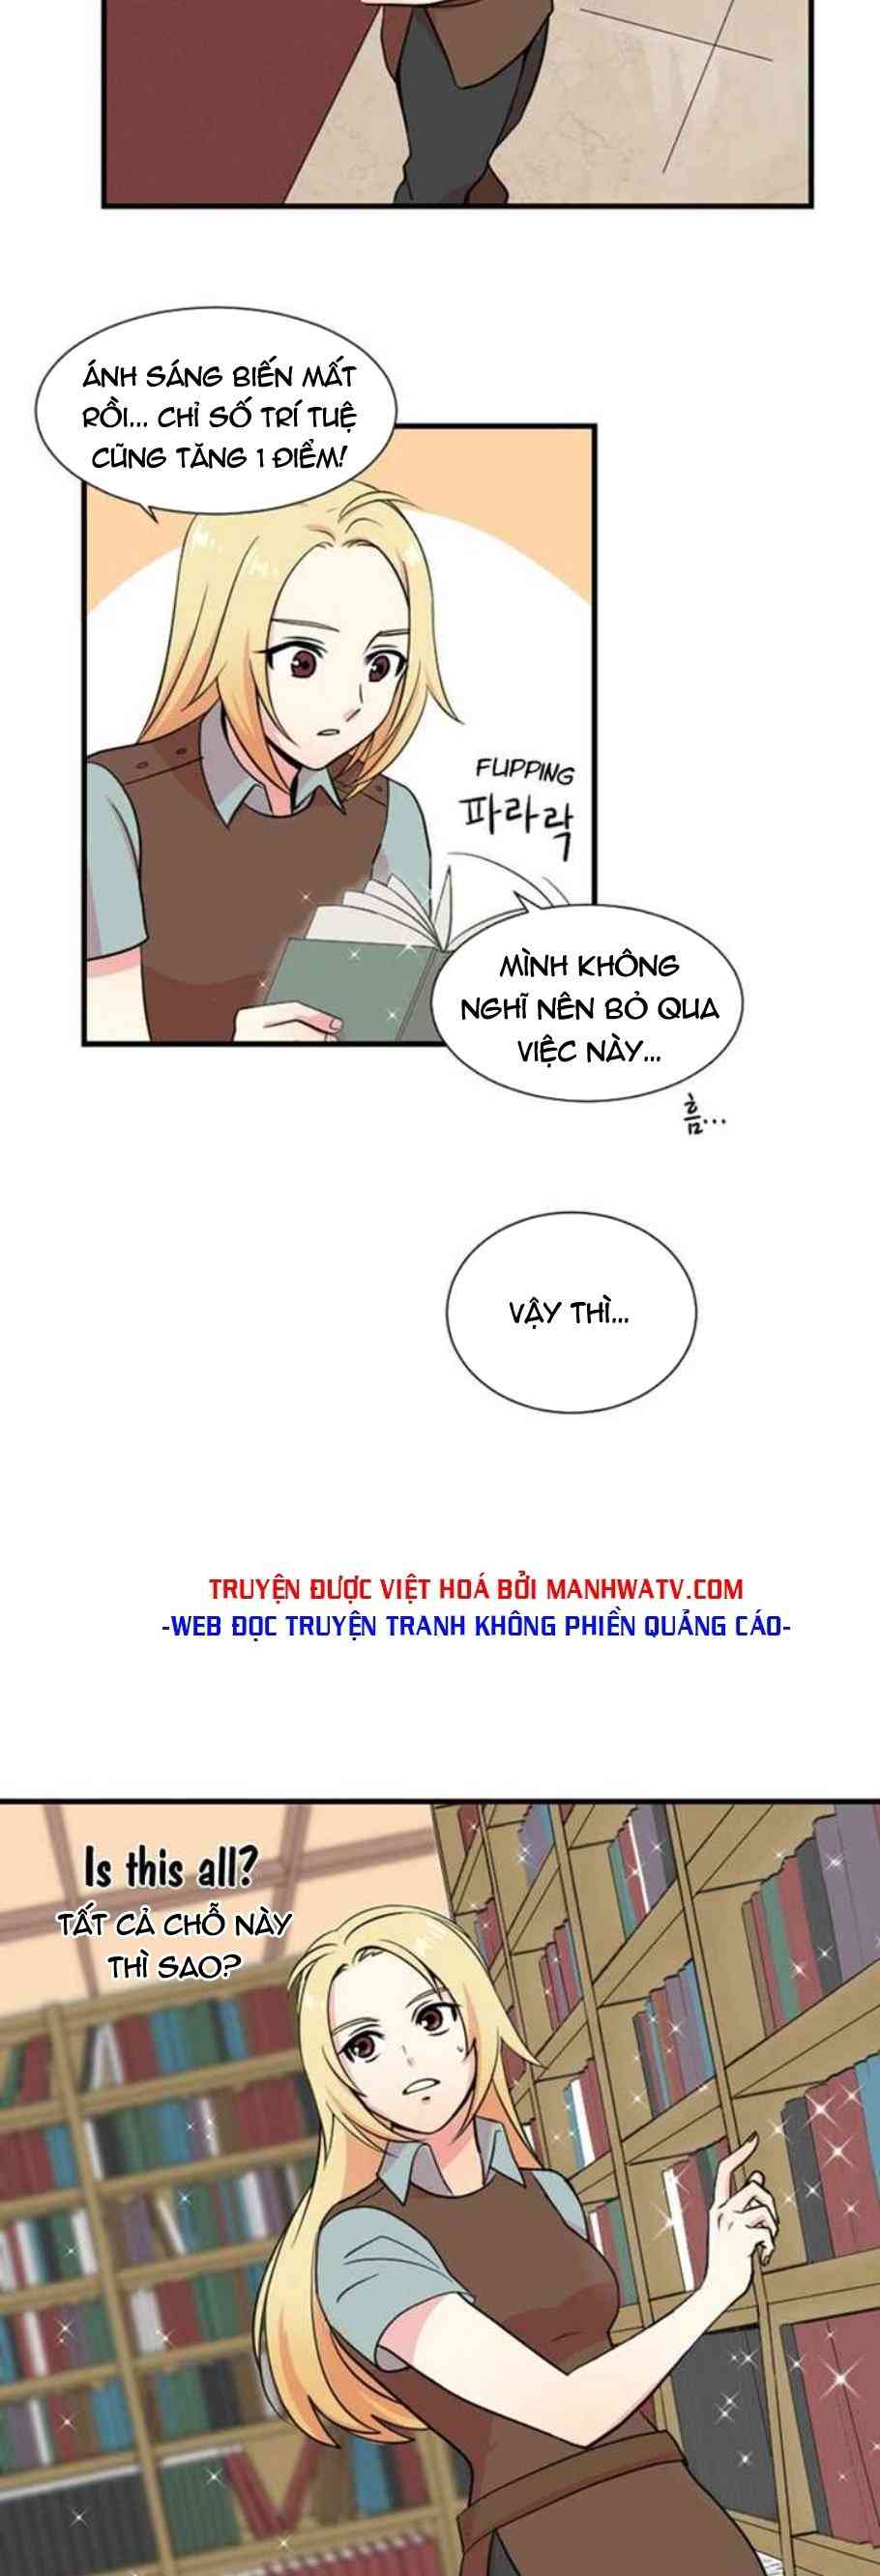 ÁNH SÁNG BIẾN MẤT
RỒI... CHỈ SỐ TRÍ TUỆ
CŨNG TĂNG 1 ĐIỂM!
FLIPPING
파라락
MÌNH KHÔNG
NGHĨ NÊN BỎ QUA
VIỆC NÀY...
흠...
VẬY THÌ...
TRUYỆN ĐƯỢC VIỆT HOÁ BỞI MANHWATV.COM
-WEB ĐỌC TRUYỆN TRANH KHÔNG PHIỀN QUẢNG CÁO-
Is this all?
TẤT CẢ CHỖ NÀY
THÌ SAO?